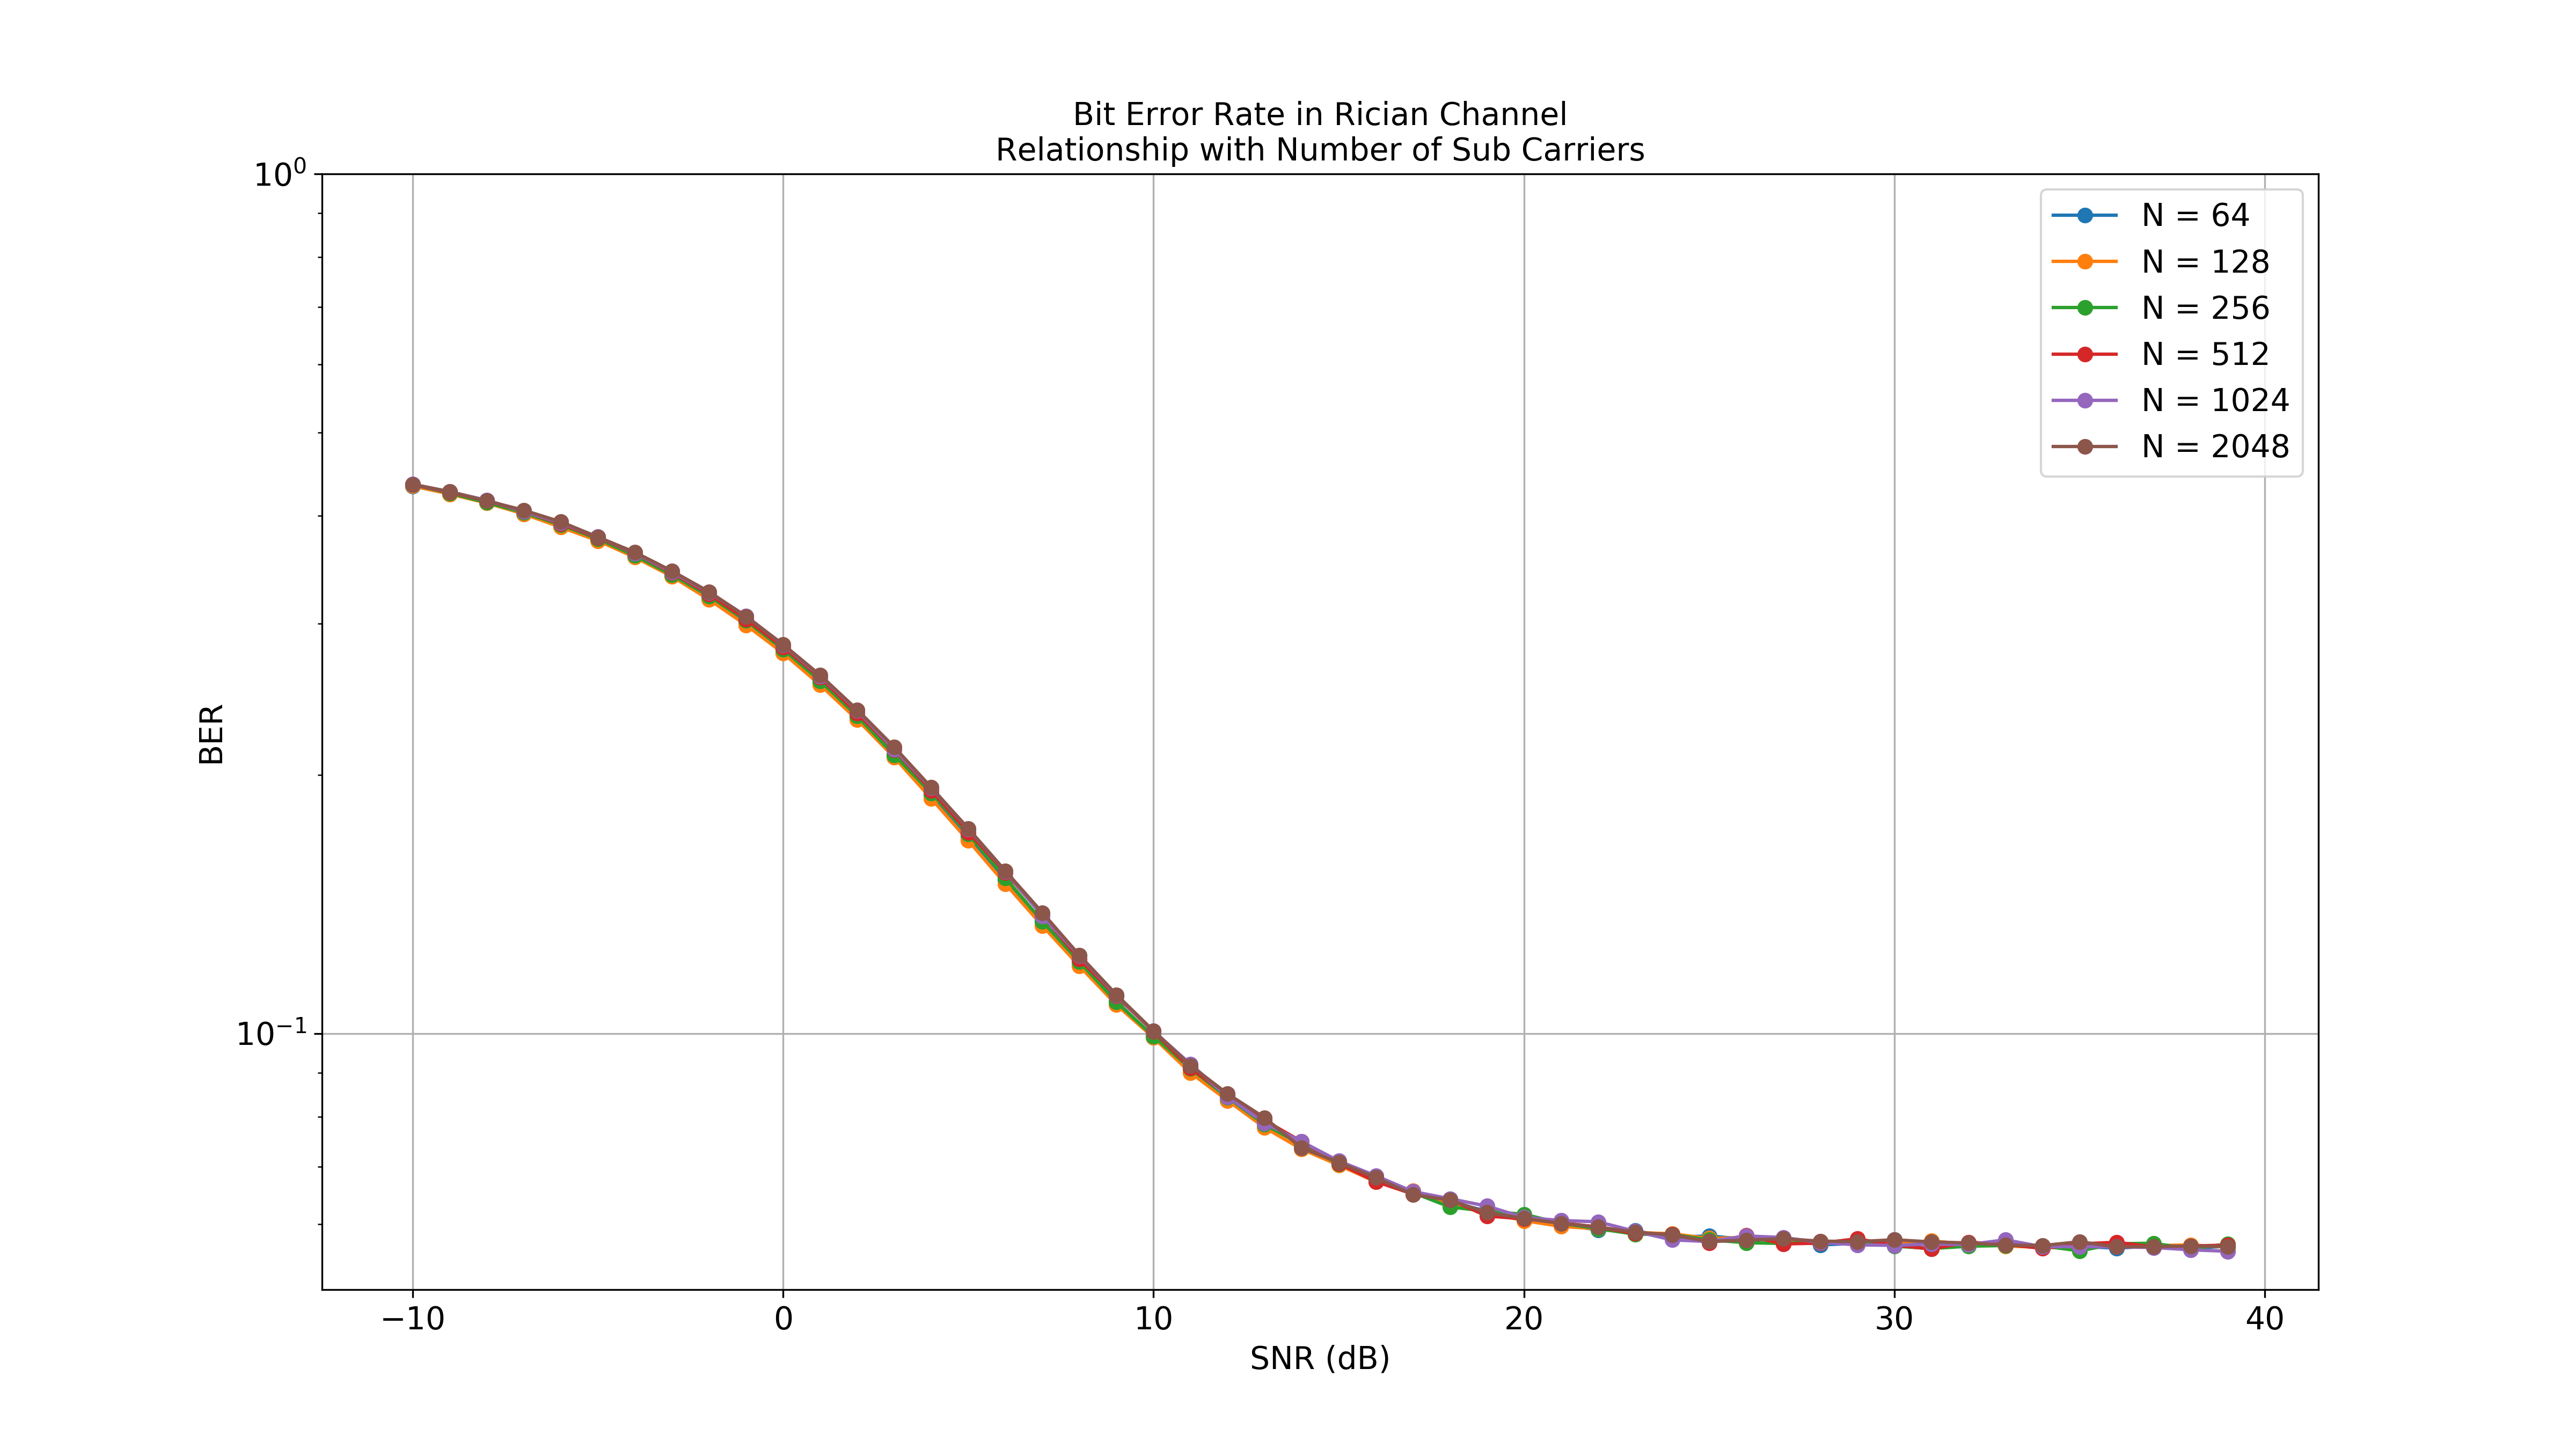 Bit Error Rate in Rician Channel
Relationship with Number of Sub Carriers
10⁰
10⁻¹
BER
N = 64
N = 128
N = 256
N = 512
N = 1024
N = 2048
−10 0 10 20 30 40
SNR (dB)